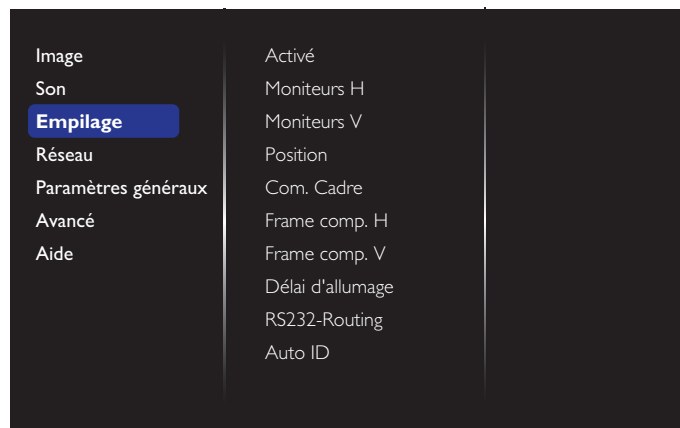 Image
Son
Empilage
Réseau
Paramètres généraux
Avancé
Aide
Activé
Moniteurs H
Moniteurs V
Position
Com. Cadre
Frame comp. H
Frame comp. V
Délai d'allumage
RS232-Routing
Auto ID